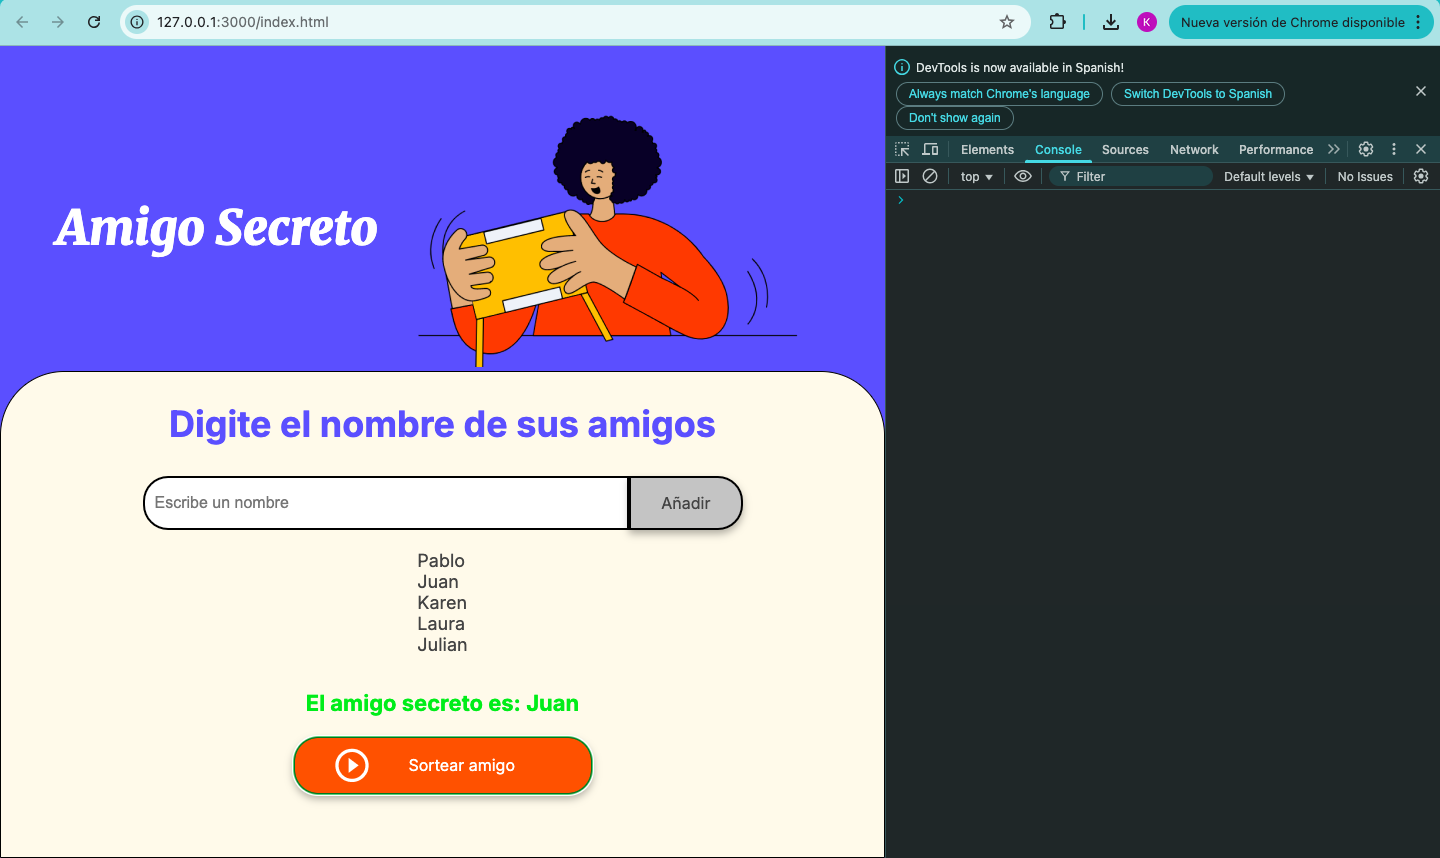 127.0.0.1:3000/index.html
K
Nueva versión de Chrome disponible
DevTools is now available in Spanish!
Always match Chrome's language
Switch DevTools to Spanish
Don't show again
Elements Console Sources Network Performance
top Filter Default levels No Issues
Amigo Secreto
Digite el nombre de sus amigos
Escribe un nombre
Añadir
Pablo
Juan
Karen
Laura
Julian
El amigo secreto es: Juan
Sortear amigo